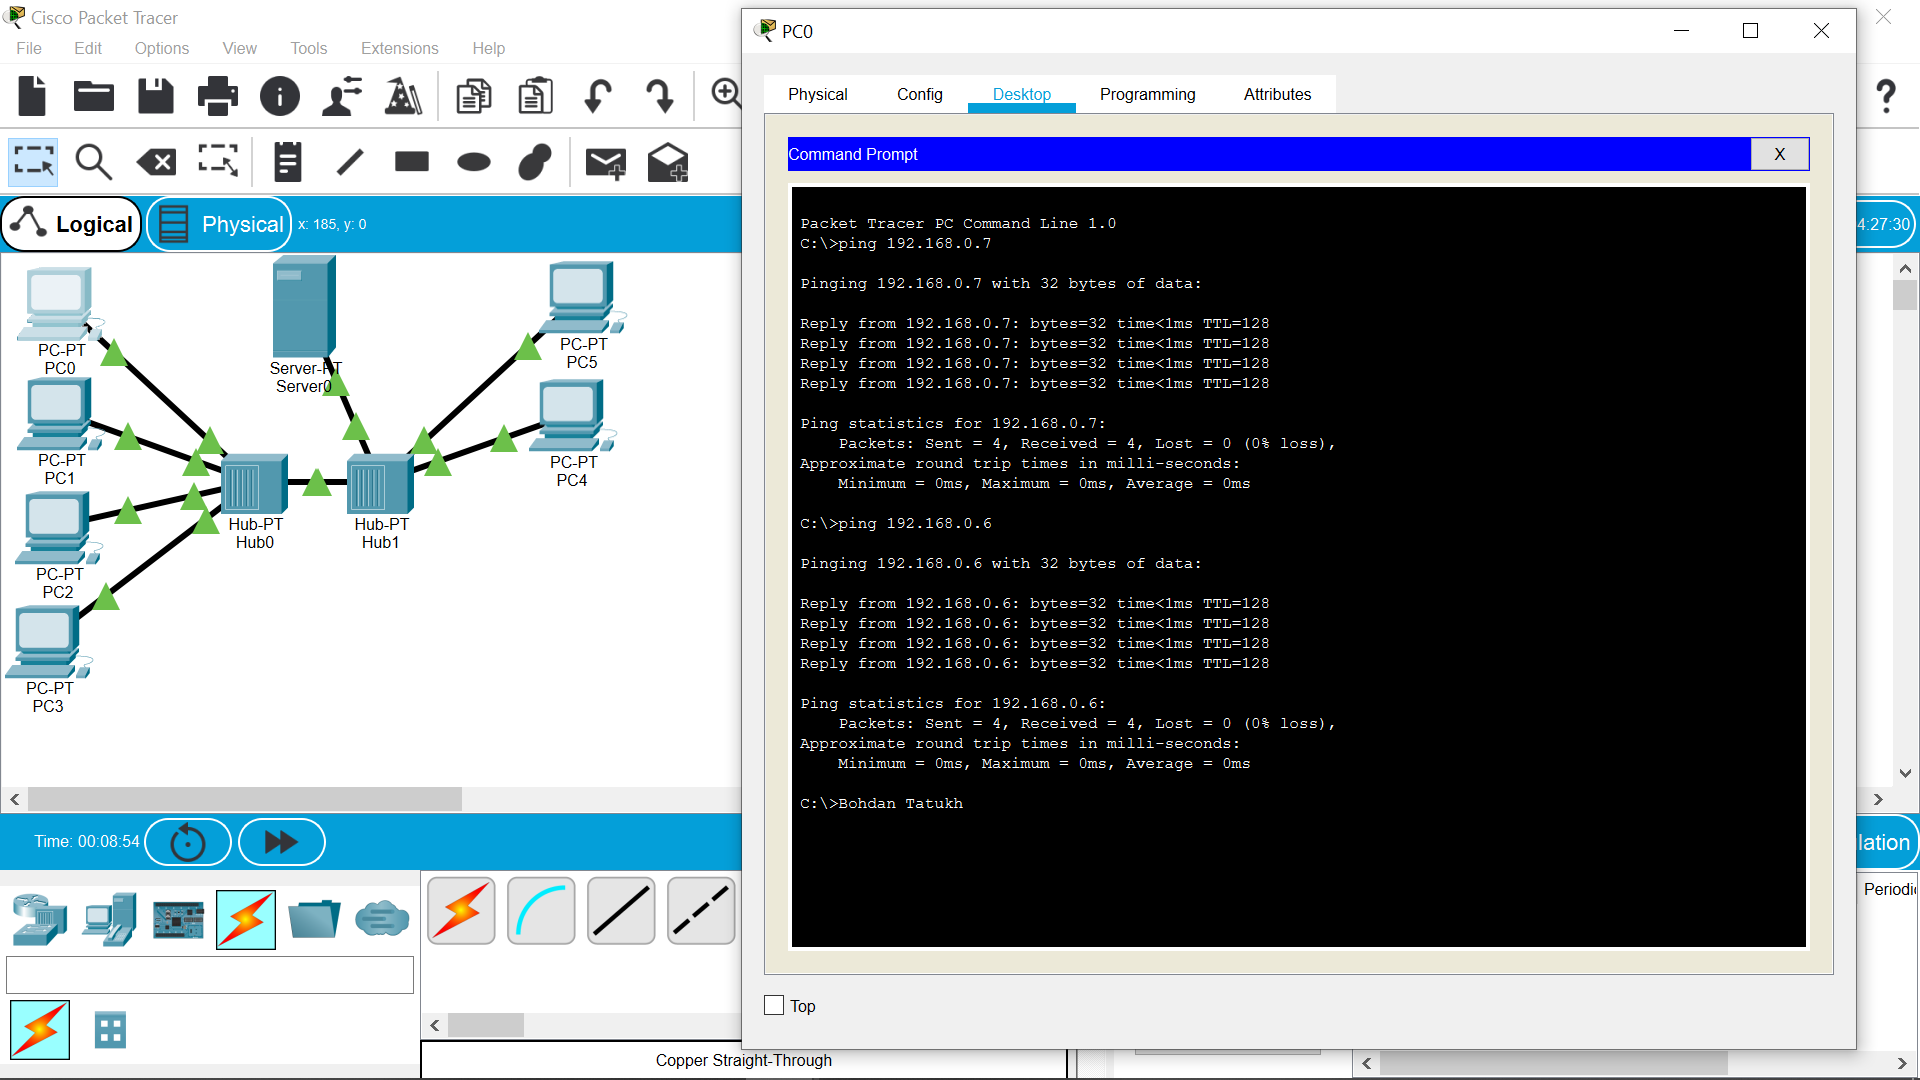 Cisco Packet Tracer
File Edit Options View Tools Extensions Help
Logical Physical x: 185, y: 0
4:27:30
PC-PT
PC0
PC-PT
PC1
PC-PT
PC2
PC-PT
PC3
Server-PT
Server0
Hub-PT
Hub0
Hub-PT
Hub1
PC-PT
PC5
PC-PT
PC4
Time: 00:08:54
lation
Periodi
Copper Straight-Through
PC0
Physical Config Desktop Programming Attributes
Command Prompt X
Packet Tracer PC Command Line 1.0
C:\>ping 192.168.0.7
Pinging 192.168.0.7 with 32 bytes of data:
Reply from 192.168.0.7: bytes=32 time<1ms TTL=128
Reply from 192.168.0.7: bytes=32 time<1ms TTL=128
Reply from 192.168.0.7: bytes=32 time<1ms TTL=128
Reply from 192.168.0.7: bytes=32 time<1ms TTL=128
Ping statistics for 192.168.0.7:
Packets: Sent = 4, Received = 4, Lost = 0 (0% loss),
Approximate round trip times in milli-seconds:
Minimum = 0ms, Maximum = 0ms, Average = 0ms
C:\>ping 192.168.0.6
Pinging 192.168.0.6 with 32 bytes of data:
Reply from 192.168.0.6: bytes=32 time<1ms TTL=128
Reply from 192.168.0.6: bytes=32 time<1ms TTL=128
Reply from 192.168.0.6: bytes=32 time<1ms TTL=128
Reply from 192.168.0.6: bytes=32 time<1ms TTL=128
Ping statistics for 192.168.0.6:
Packets: Sent = 4, Received = 4, Lost = 0 (0% loss),
Approximate round trip times in milli-seconds:
Minimum = 0ms, Maximum = 0ms, Average = 0ms
C:\>Bohdan Tatukh
Top